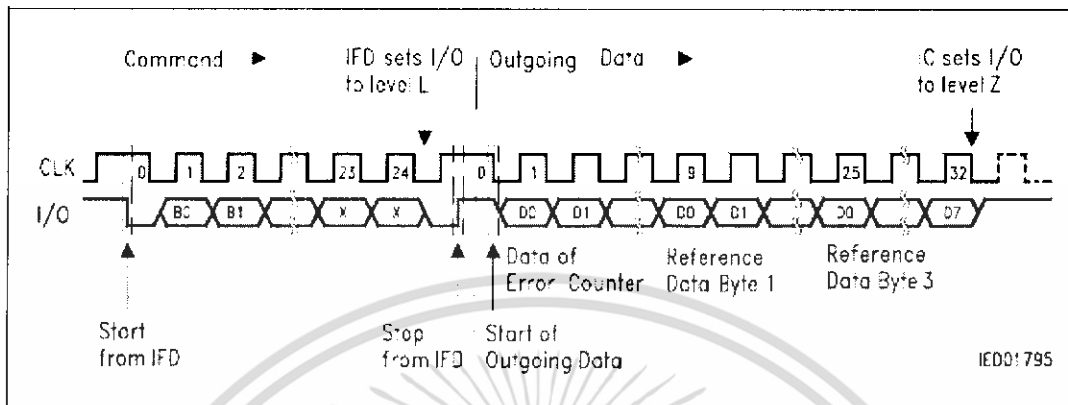 Command ► IFD sets I/O to level L Outgoing Data ► IC sets I/O to level Z
CLK 0 1 2 23 24 0 1 9 25 32
I/O B0 B1 X X D0 D1 D0 D1 D0 D7
Data of Error Counter
Reference Data Byte 1
Reference Data Byte 3
Start from IFD
Stop from IFD
Start of Outgoing Data
IED01795